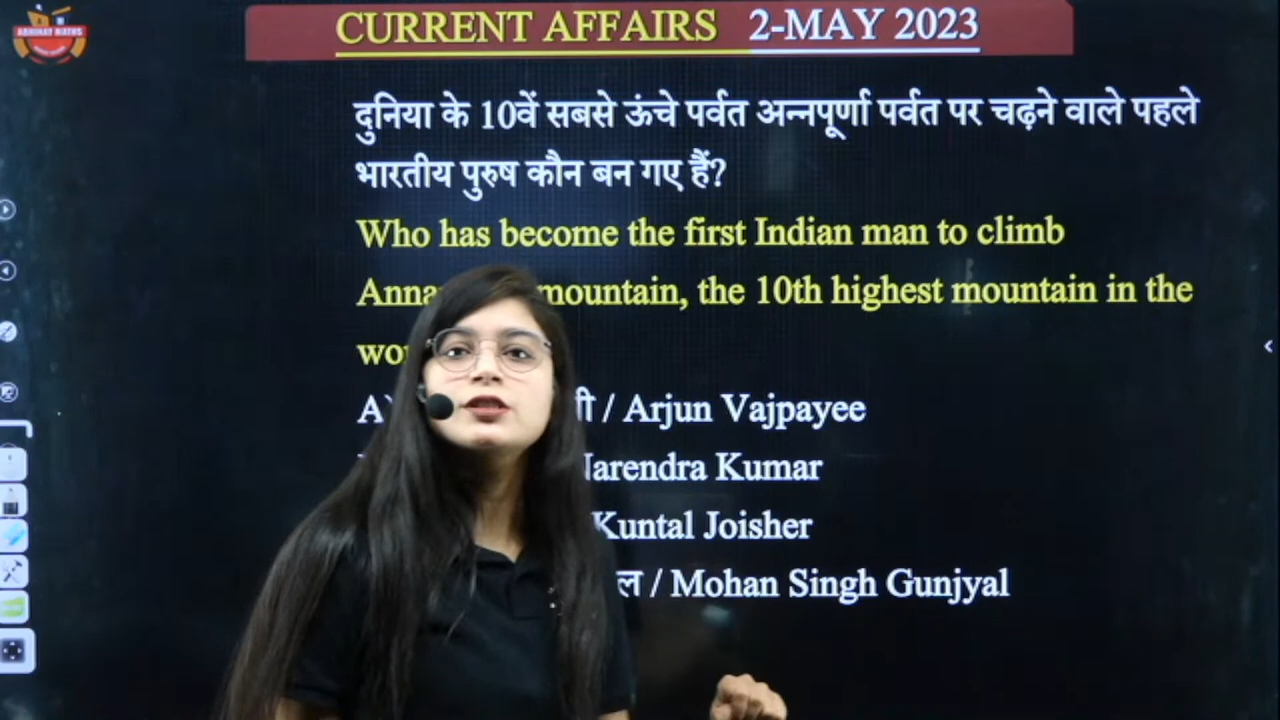 ABHINAY MATHS
CURRENT AFFAIRS 2-MAY 2023
दुनिया के 10वें सबसे ऊंचे पर्वत अन्नपूर्णा पर्वत पर चढ़ने वाले पहले
भारतीय पुरुष कौन बन गए हैं?
Who has become the first Indian man to climb
mountain, the 10th highest mountain in the
/ Arjun Vajpayee
Narendra Kumar
Kuntal Joisher
/ Mohan Singh Gunjyal